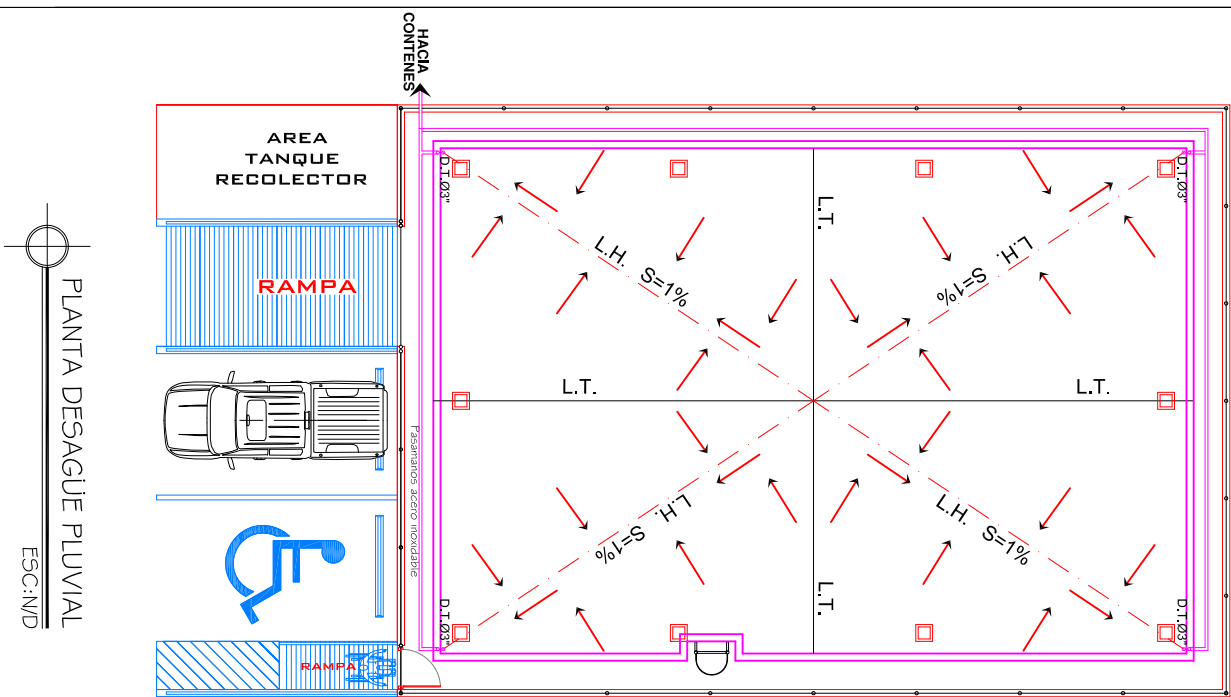 HACIA
CONTENES
AREA
TANQUE
RECOLECTOR
RAMPA
RAMPA
Pasamanos acero inoxidable
D.T.Ø3"
D.T.Ø3"
D.T.Ø3"
D.T.Ø3"
L.T.
L.T.
L.T.
L.T.
L.H. S=1%
L.H. S=1%
L.H. S=1%
L.H. S=1%
PLANTA DESAGÜE PLUVIAL
ESC:N/D